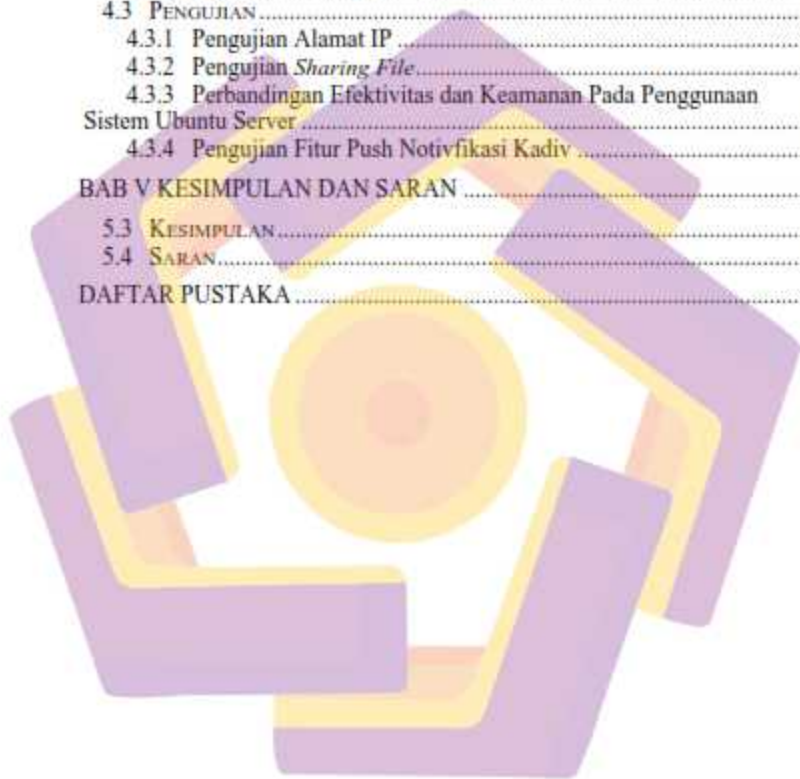 4.3 PENGUJIAN........................................................................
4.3.1 Pengujian Alamat IP........................................................................
4.3.2 Pengujian Sharing File........................................................................
4.3.3 Perbandingan Efektivitas dan Keamanan Pada Penggunaan
Sistem Ubuntu Server........................................................................
4.3.4 Pengujian Fitur Push Notivfikasi Kadiv........................................................................
BAB V KESIMPULAN DAN SARAN........................................................................
5.3 KESIMPULAN........................................................................
5.4 SARAN........................................................................
DAFTAR PUSTAKA........................................................................